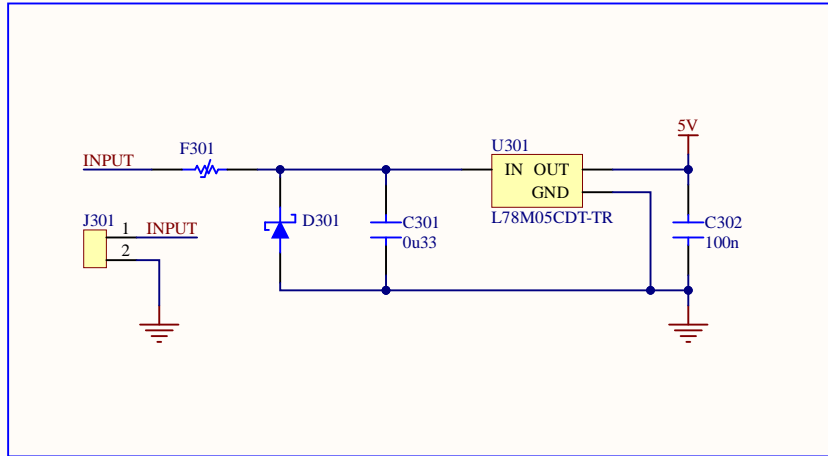 5V
F301
U301
INPUT
IN OUT
GND
J301
1
INPUT
D301
C301
0u33
L78M05CDT-TR
C302
100n
2